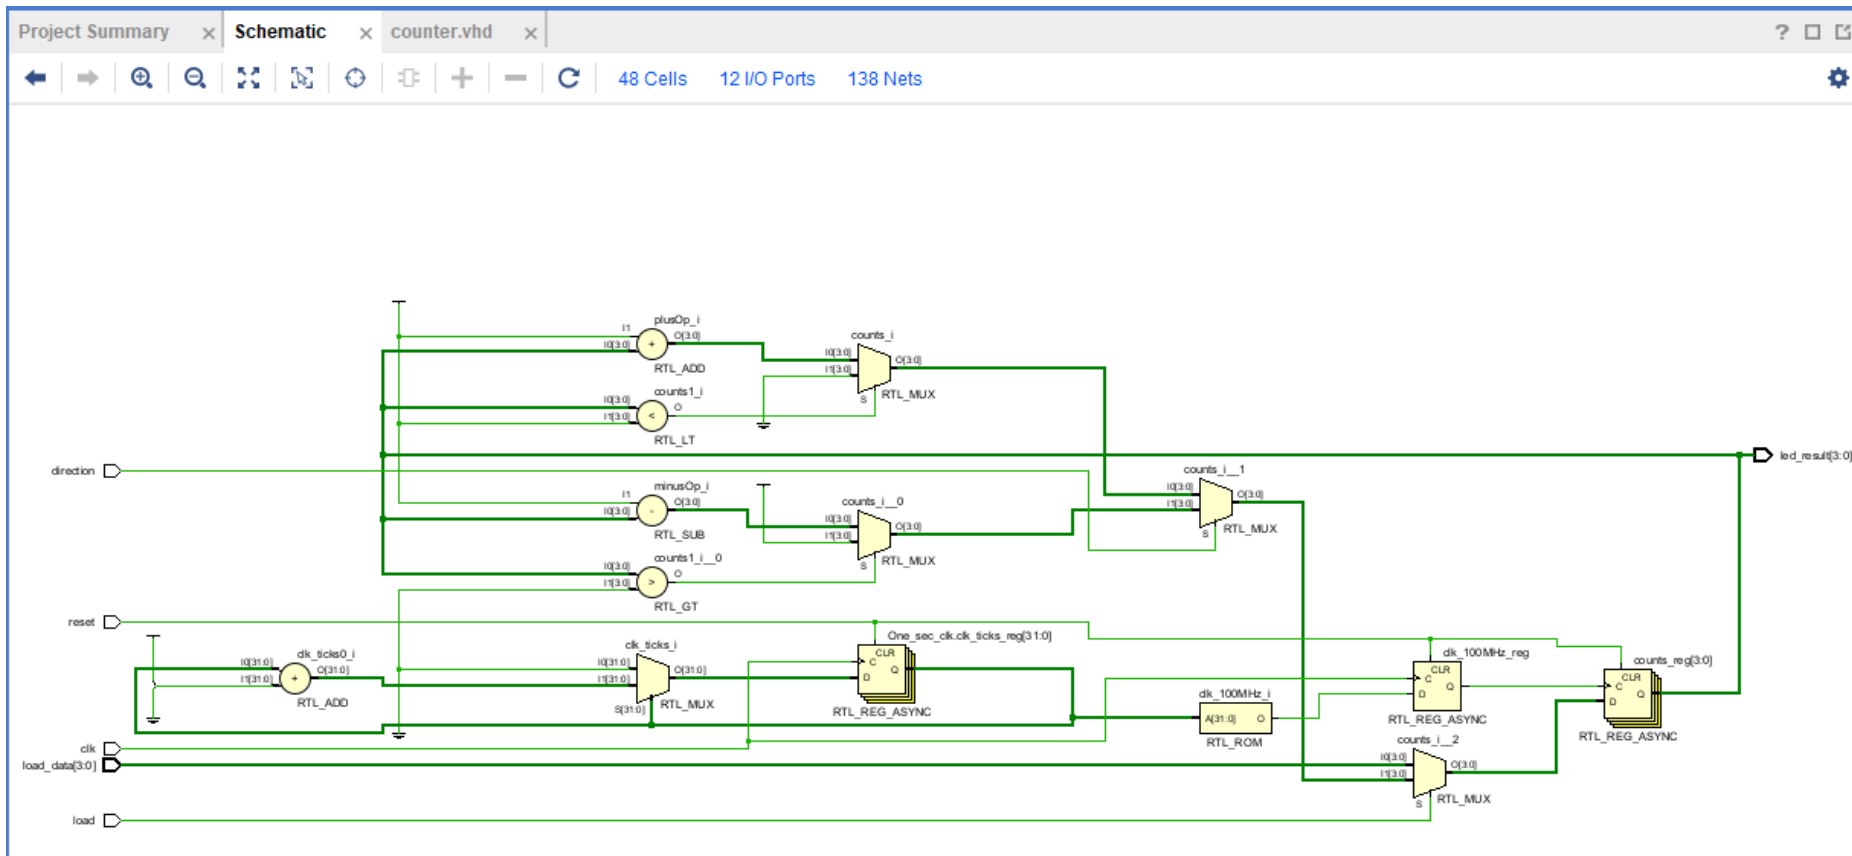 Project Summary
Schematic
counter.vhd
48 Cells
12 I/O Ports
138 Nets
plusOp_i
I1
I0[3:0]
+
O[3:0]
RTL_ADD
counts_i
I0[3:0]
I1[3:0]
O[3:0]
S
RTL_MUX
counts1_i
I0[3:0]
I1[3:0]
<
O
RTL_LT
direction
led_result[3:0]
counts_i__1
I0[3:0]
I1[3:0]
O[3:0]
S
RTL_MUX
minusOp_i
I1
I0[3:0]
-
O[3:0]
RTL_SUB
counts_i__0
I0[3:0]
I1[3:0]
O[3:0]
S
RTL_MUX
counts1_i__0
I0[3:0]
I1[3:0]
>
O
RTL_GT
reset
clk_ticks0_i
I0[31:0]
I1[31:0]
+
O[31:0]
RTL_ADD
clk_ticks_i
I0[31:0]
I1[31:0]
O[31:0]
S[31:0]
RTL_MUX
One_sec_clk.clk_ticks_reg[31:0]
CLR
C
D
Q
RTL_REG_ASYNC
clk_100MHz_i
A[31:0]
O
RTL_ROM
clk_100MHz_reg
CLR
C
D
Q
RTL_REG_ASYNC
counts_reg[3:0]
CLR
C
D
Q
RTL_REG_ASYNC
clk
load_data[3:0]
counts_i__2
I0[3:0]
I1[3:0]
O[3:0]
S
RTL_MUX
load